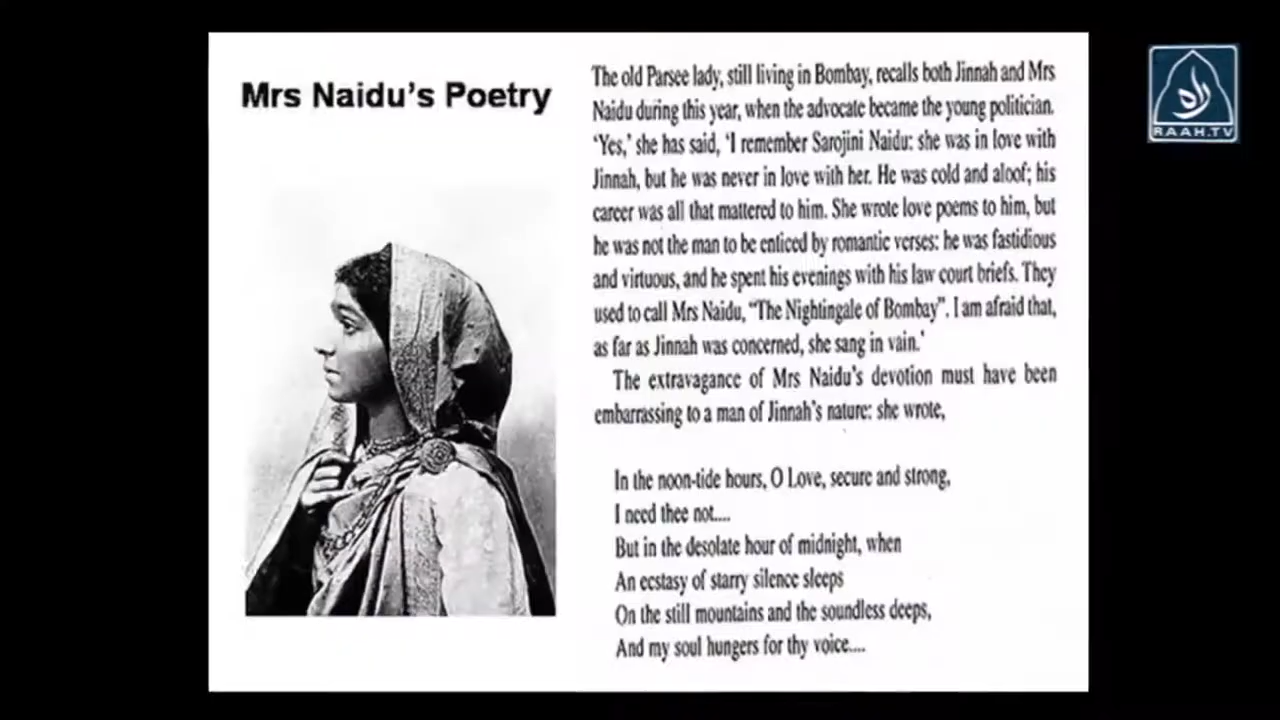 Mrs Naidu's Poetry
The old Parsee lady, still living in Bombay, recalls both Jinnah and Mrs
Naidu during this year, when the advocate became the young politician.
'Yes,' she has said, 'I remember Sarojini Naidu: she was in love with
Jinnah, but he was never in love with her. He was cold and aloof; his
career was all that mattered to him. She wrote love poems to him, but
he was not the man to be enticed by romantic verses: he was fastidious
and virtuous, and he spent his evenings with his law court briefs. They
used to call Mrs Naidu, "The Nightingale of Bombay". I am afraid that,
as far as Jinnah was concerned, she sang in vain.'
The extravagance of Mrs Naidu's devotion must have been
embarrassing to a man of Jinnah's nature: she wrote,
In the noon-tide hours, O Love, secure and strong,
I need thee not....
But in the desolate hour of midnight, when
An ecstasy of starry silence sleeps
On the still mountains and the soundless deeps,
And my soul hungers for thy voice....
راہ
RAAH.TV